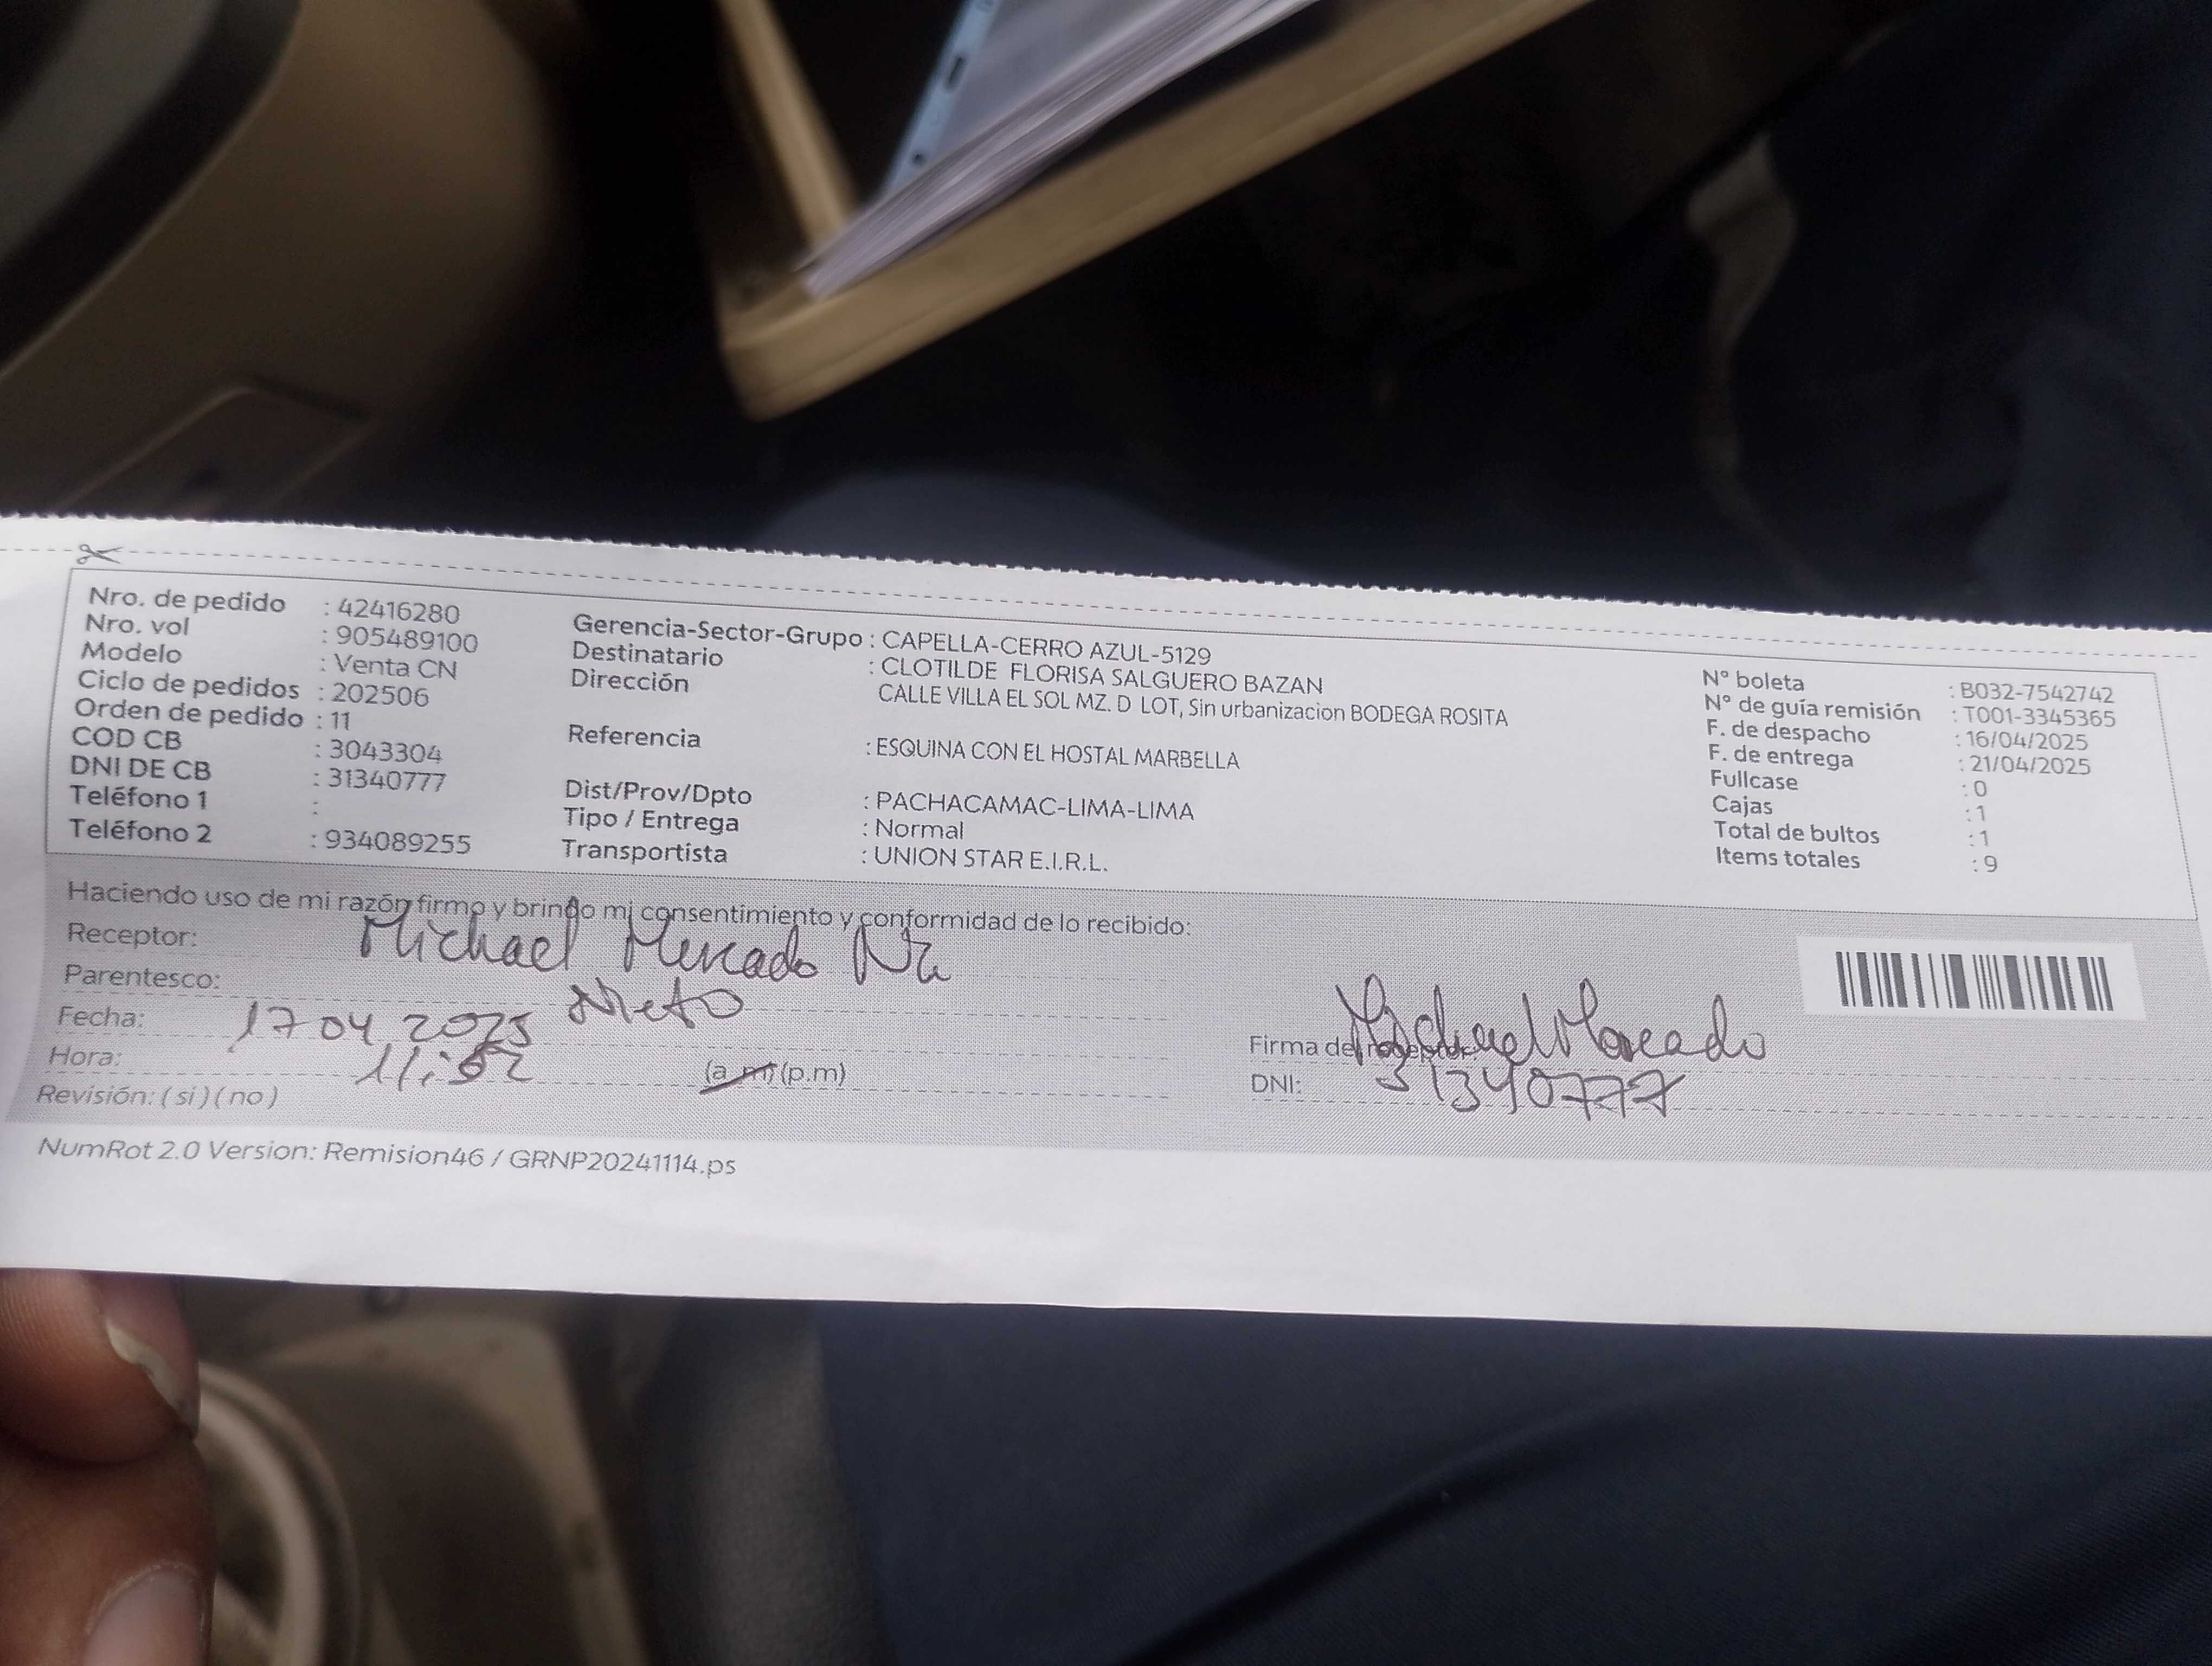 Nro. de pedido : 42416280
Nro. vol : 905489100
Modelo : Venta CN
Ciclo de pedidos : 202506
Orden de pedido : 11
COD CB : 3043304
DNI DE CB : 31340777
Teléfono 1 :
Teléfono 2 : 934089255
Gerencia-Sector-Grupo : CAPELLA-CERRO AZUL-5129
Destinatario : CLOTILDE FLORISA SALGUERO BAZAN
Dirección CALLE VILLA EL SOL MZ. D LOT, Sin urbanizacion BODEGA ROSITA
Referencia : ESQUINA CON EL HOSTAL MARBELLA
Dist/Prov/Dpto : PACHACAMAC-LIMA-LIMA
Tipo / Entrega : Normal
Transportista : UNION STAR E.I.R.L.
N° boleta : B032-7542742
N° de guía remisión : T001-3345365
F. de despacho : 16/04/2025
F. de entrega : 21/04/2025
Fullcase : 0
Cajas : 1
Total de bultos : 1
Items totales : 9
Haciendo uso de mi razón firmo y brindo mi consentimiento y conformidad de lo recibido:
Receptor: Michael Mercado
Parentesco: Nieto
Fecha: 17 04 2025
Hora: 11:52 (a.m) (p.m)
Revisión: ( si ) ( no )
Firma de receptor: Michael Mercado
DNI: 31340777
NumRot 2.0 Version: Remision46 / GRNP20241114.ps